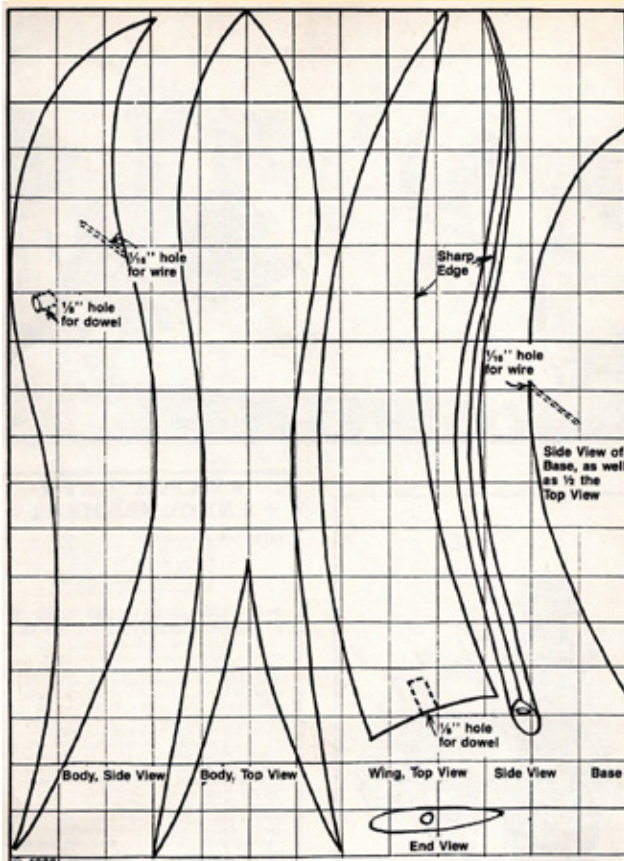 1/16" hole
for wire
1/8" hole
for dowel
Sharp
Edge
1/16" hole
for wire
Side View of
Base, as well
as ½ the
Top View
1/8" hole
for dowel
Body, Side View
Body, Top View
Wing, Top View
Side View
Base
End View